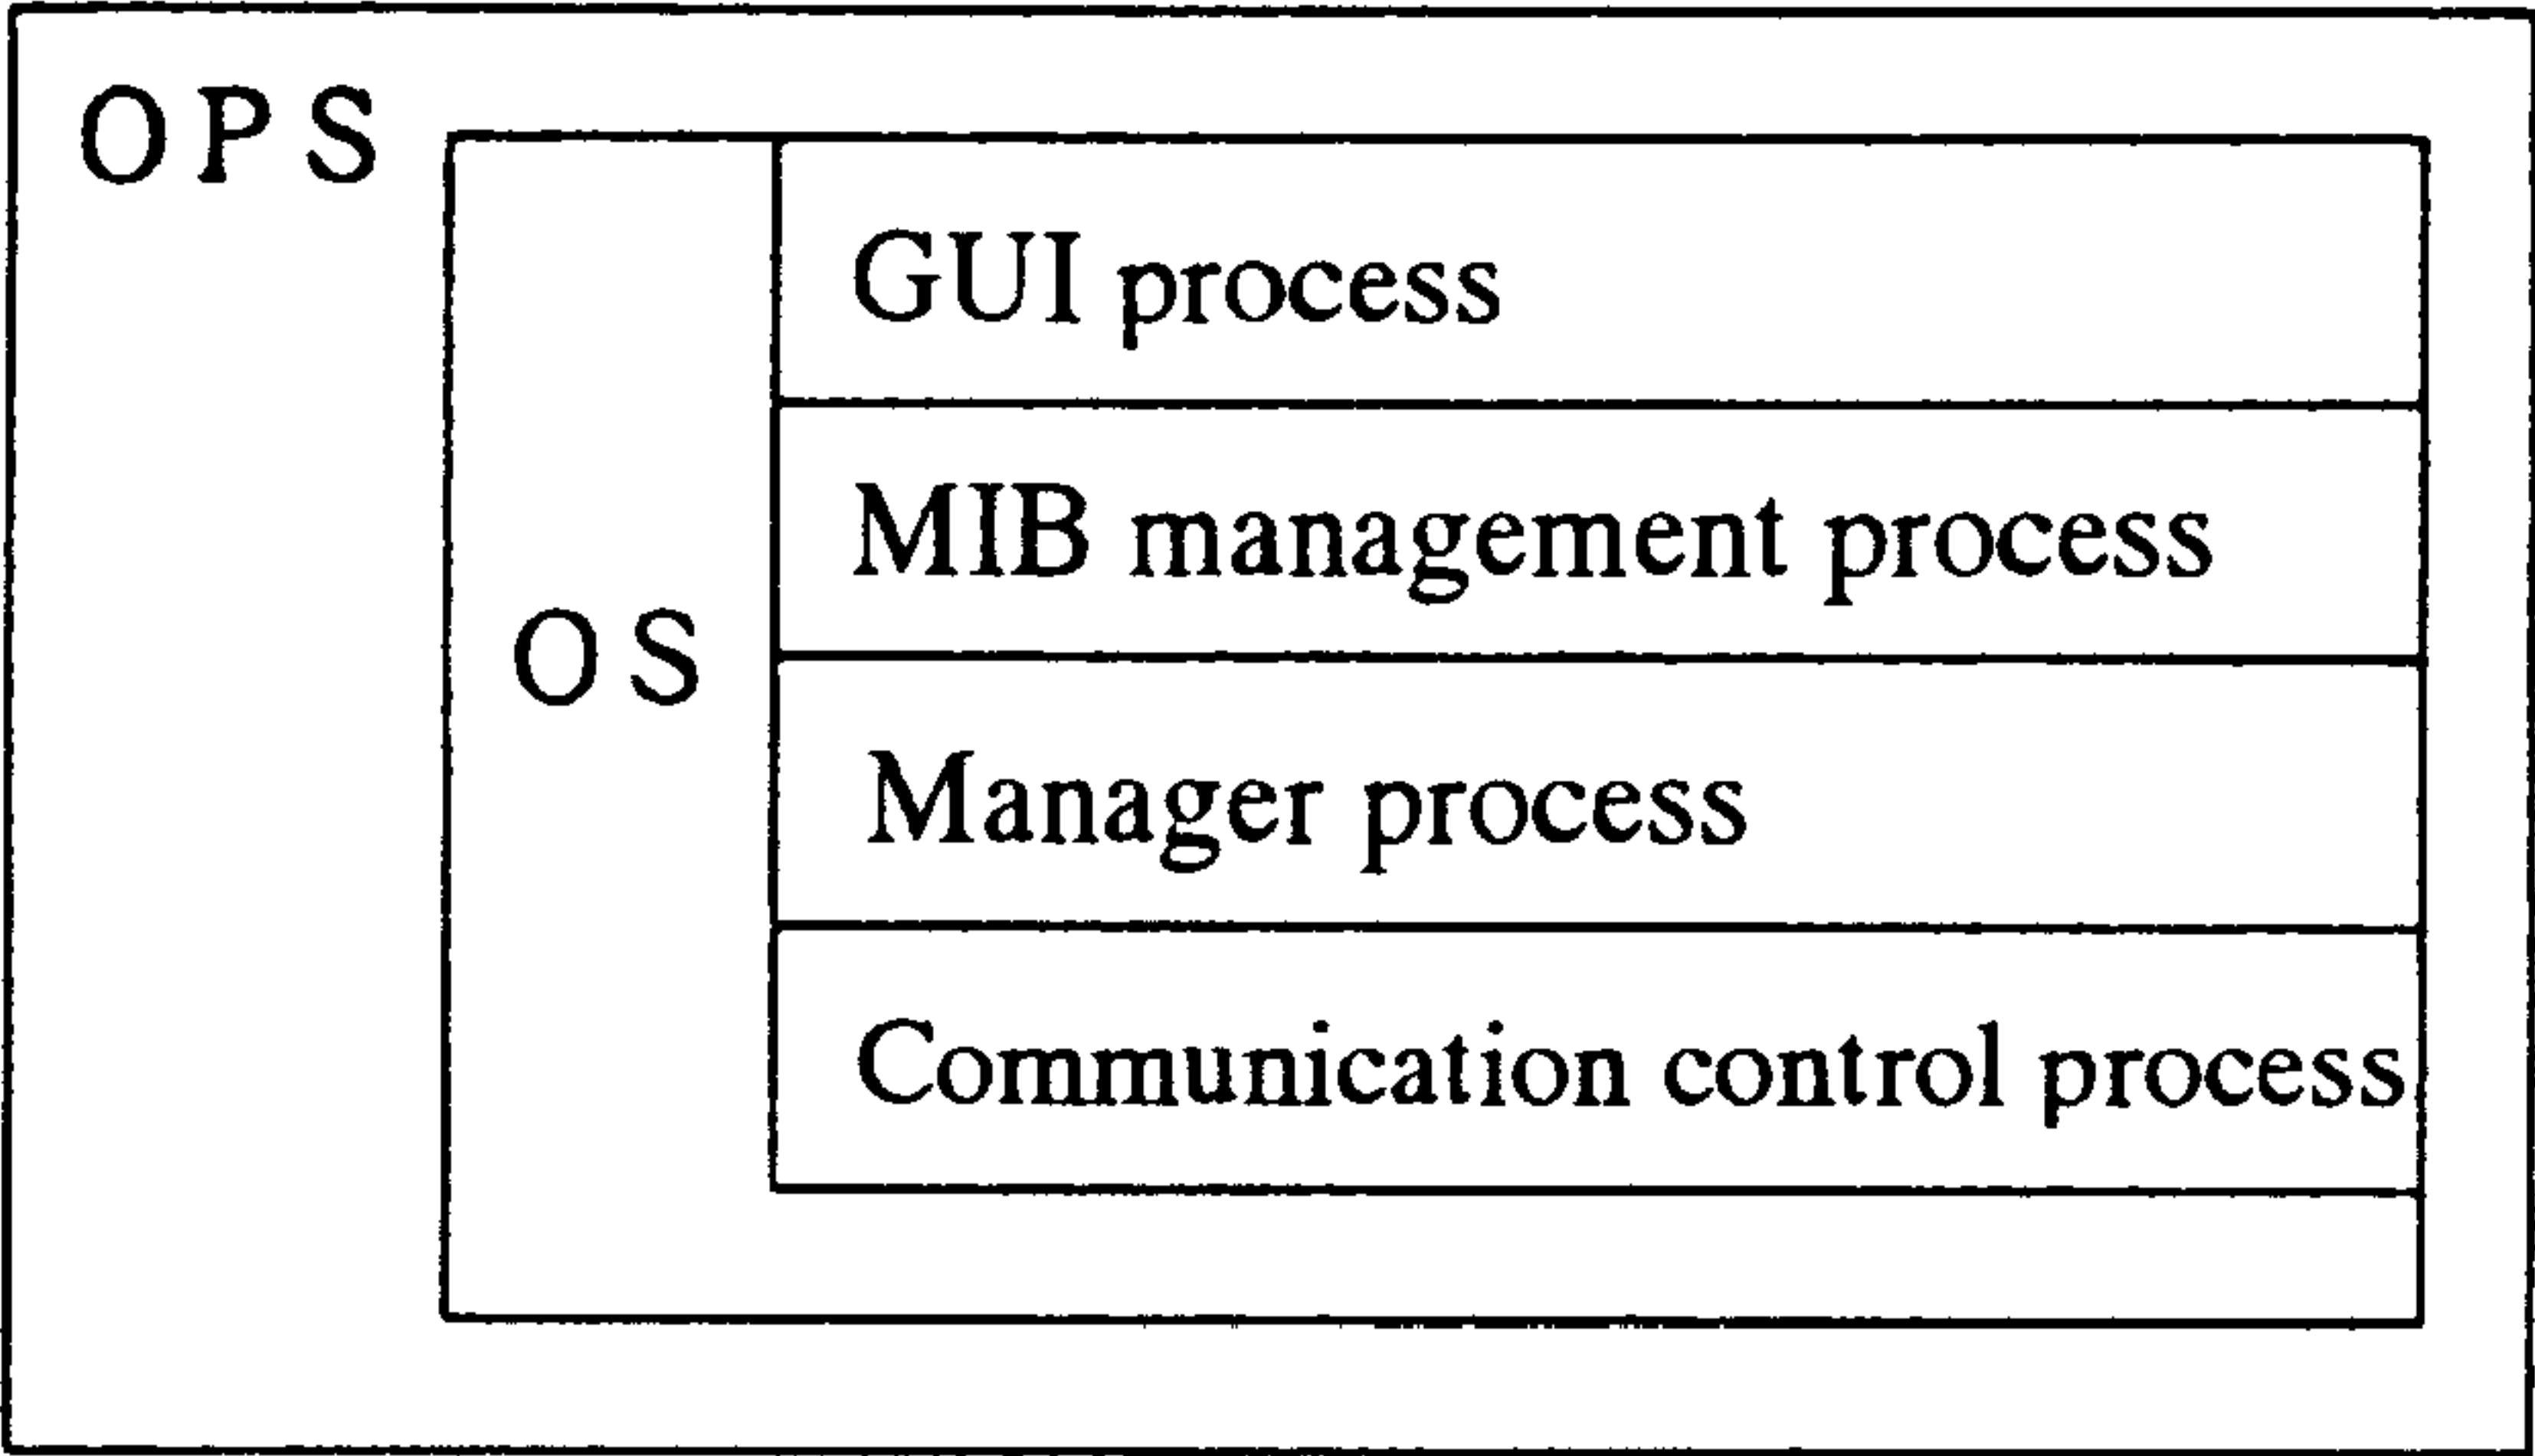 OPS
GUI process
MIB management process
OS
Manager process
Communication control process